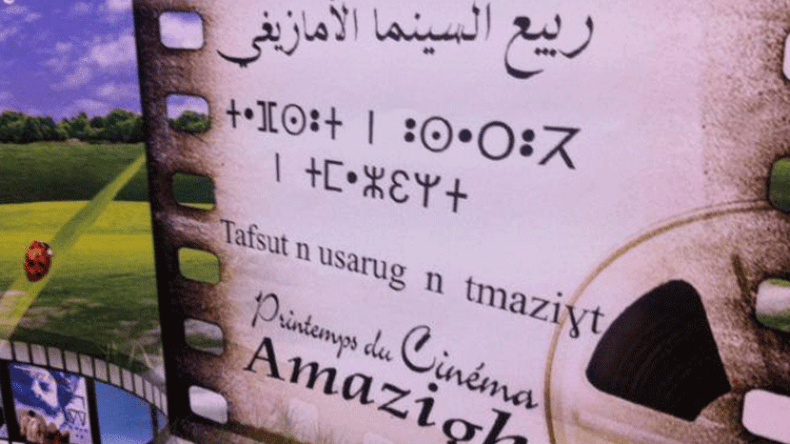 ربيع السينما الأمازيغي
ⵜⴰⴼⵙⵓⵜ ⵏ ⵓⵙⴰⵔⵓⴳ
ⵏ ⵜⵎⴰⵣⵉⵖⵜ
Tafsut n usarug n tmaziɣt
Printemps du Cinéma
Amazigh